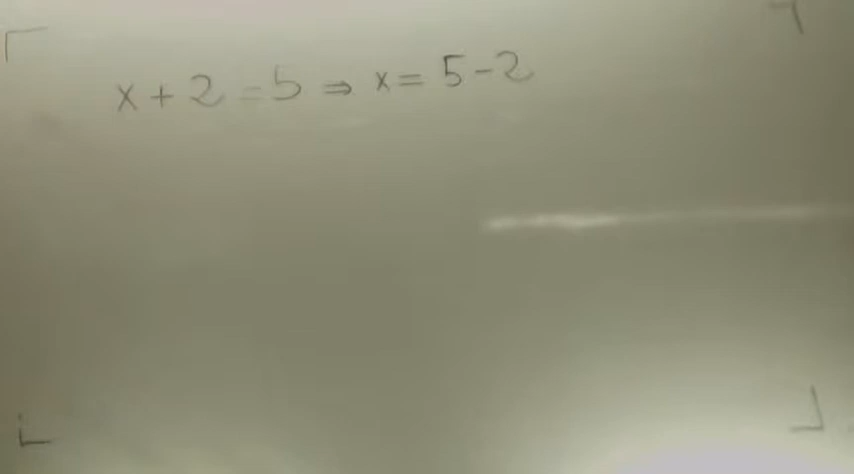 x + 2 = 5 ⇒ x = 5 - 2